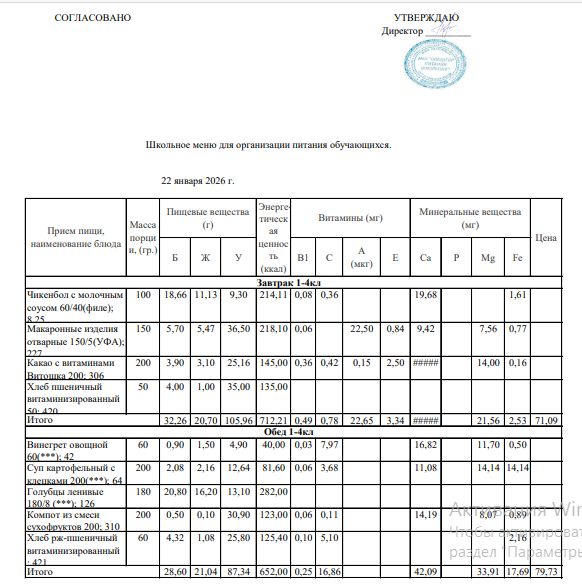 СОГЛАСОВАНО УТВЕРЖДАЮ
Директор
Школьное меню для организации питания обучающихся.
22 января 2026 г.
Прием пищи, наименование блюда Масса порции, (гр.) Пищевые вещества (г) Энергетическая ценность (ккал) Витамины (мг) Минеральные вещества (мг) Цена
Б Ж У В1 С А (мкг) Е Ca P Mg Fe
Завтрак 1-4кл
Чикенбол с молочным 100 18,66 11,13 9,30 214,11 0,08 0,36 19,68 1,61
соусом 60/40(филе);
8,25
Макаронные изделия 150 5,70 5,47 36,50 218,10 0,06 22,50 0,84 9,42 7,56 0,77
отварные 150/5(УФА);
227
Какао с витаминами 200 3,90 3,10 25,16 145,00 0,36 0,42 0,15 2,50 ##### 14,00 0,16
Витошка 200; 306
Хлеб пшеничный 50 4,00 1,00 35,00 135,00
витаминизированный
50; 420
Итого 32,26 20,70 105,96 712,21 0,49 0,78 22,65 3,34 ##### 21,56 2,53 71,09
Обед 1-4кл
Винегрет овощной 60 0,90 1,50 4,90 40,00 0,03 7,97 16,82 11,70 0,50
60(***); 42
Суп картофельный с 200 2,08 2,16 12,64 81,60 0,06 3,68 11,08 14,14 14,14
клецками 200(***); 64
Голубцы ленивые 180 20,80 16,20 13,10 282,00
180/8 (***); 126
Компот из смеси 200 0,50 0,10 30,90 123,00 0,06 0,11 14,19 8,07 0,89
сухофруктов 200; 310
Хлеб рж-пшеничный 60 4,32 1,08 25,80 125,40 0,10 5,10 2,16
витаминизированный
; 421
Итого 28,60 21,04 87,34 652,00 0,25 16,86 42,09 33,91 17,69 79,73
Активация Win
Чтобы активироват
раздел "Параметры